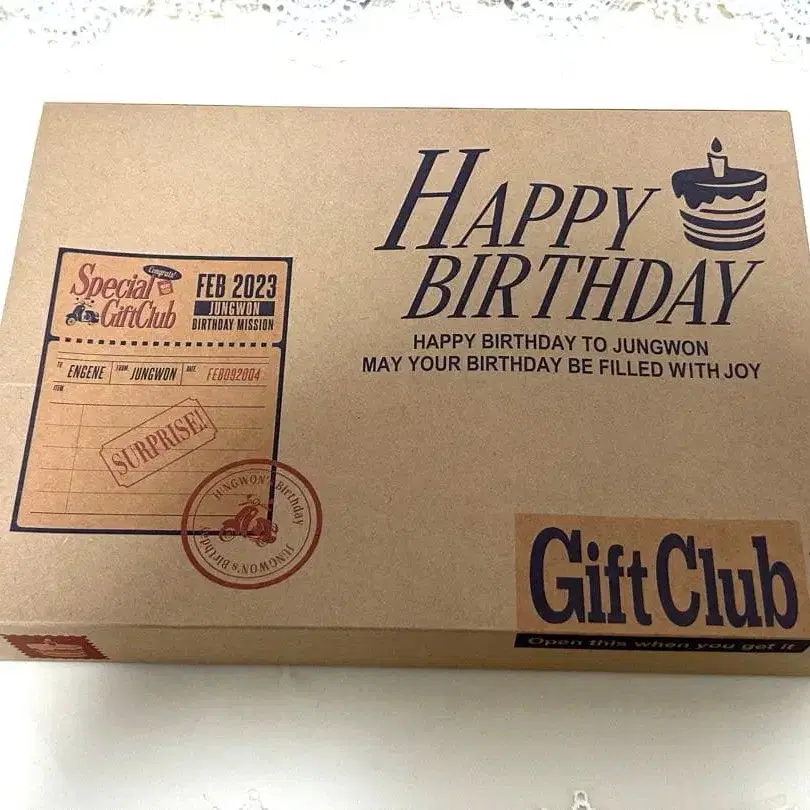 HAPPY
BIRTHDAY
HAPPY BIRTHDAY TO JUNGWON
MAY YOUR BIRTHDAY BE FILLED WITH JOY
Congrats!
Special
GiftClub
FEB 2023
JUNGWON
BIRTHDAY MISSION
TO ENGENE FROM JUNGWON DATE FEB092004
ITEM
SURPRISE!
JUNGWON's Birthday
JUNGWON's Birthday
Gift Club
Open this when you get it